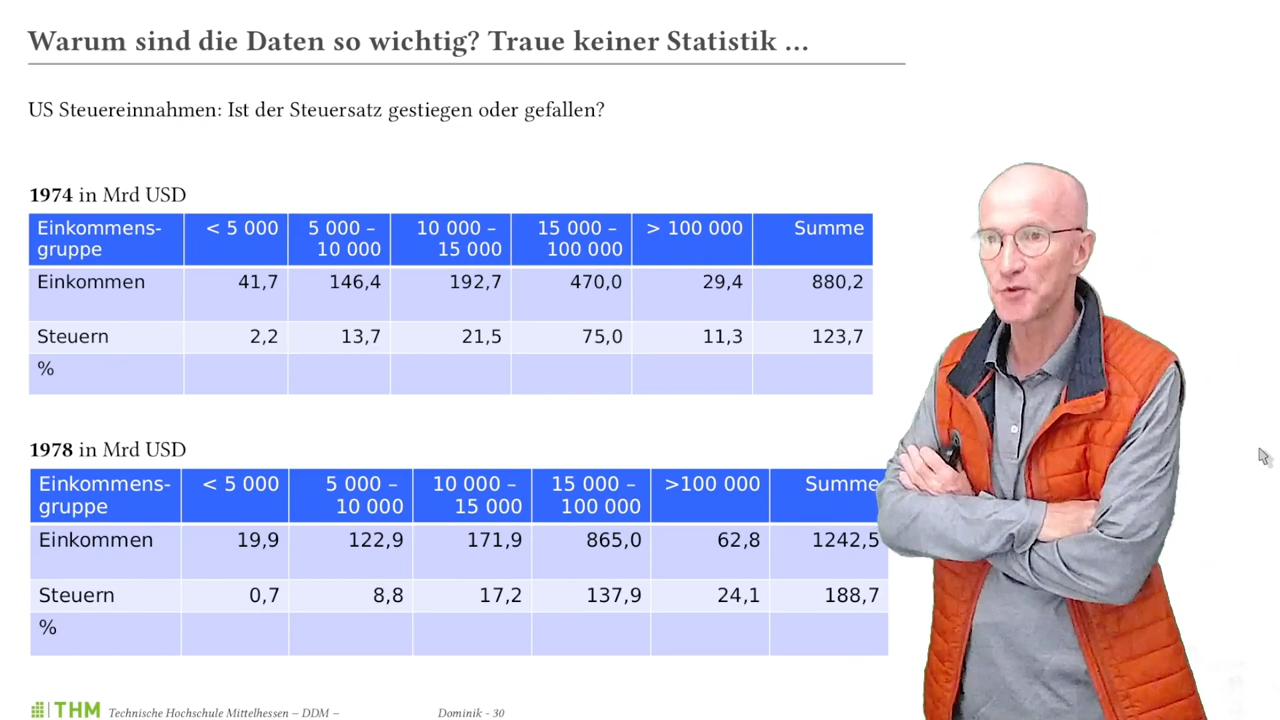 Warum sind die Daten so wichtig? Traue keiner Statistik ...
US Steuereinnahmen: Ist der Steuersatz gestiegen oder gefallen?
1974 in Mrd USD
Einkommens-gruppe < 5 000 5 000 – 10 000 10 000 – 15 000 15 000 – 100 000 > 100 000 Summe
Einkommen 41,7 146,4 192,7 470,0 29,4 880,2
Steuern 2,2 13,7 21,5 75,0 11,3 123,7
%
1978 in Mrd USD
Einkommens-gruppe < 5 000 5 000 – 10 000 10 000 – 15 000 15 000 – 100 000 >100 000 Summe
Einkommen 19,9 122,9 171,9 865,0 62,8 1242,5
Steuern 0,7 8,8 17,2 137,9 24,1 188,7
%
THM Technische Hochschule Mittelhessen – DDM – Dominik - 30